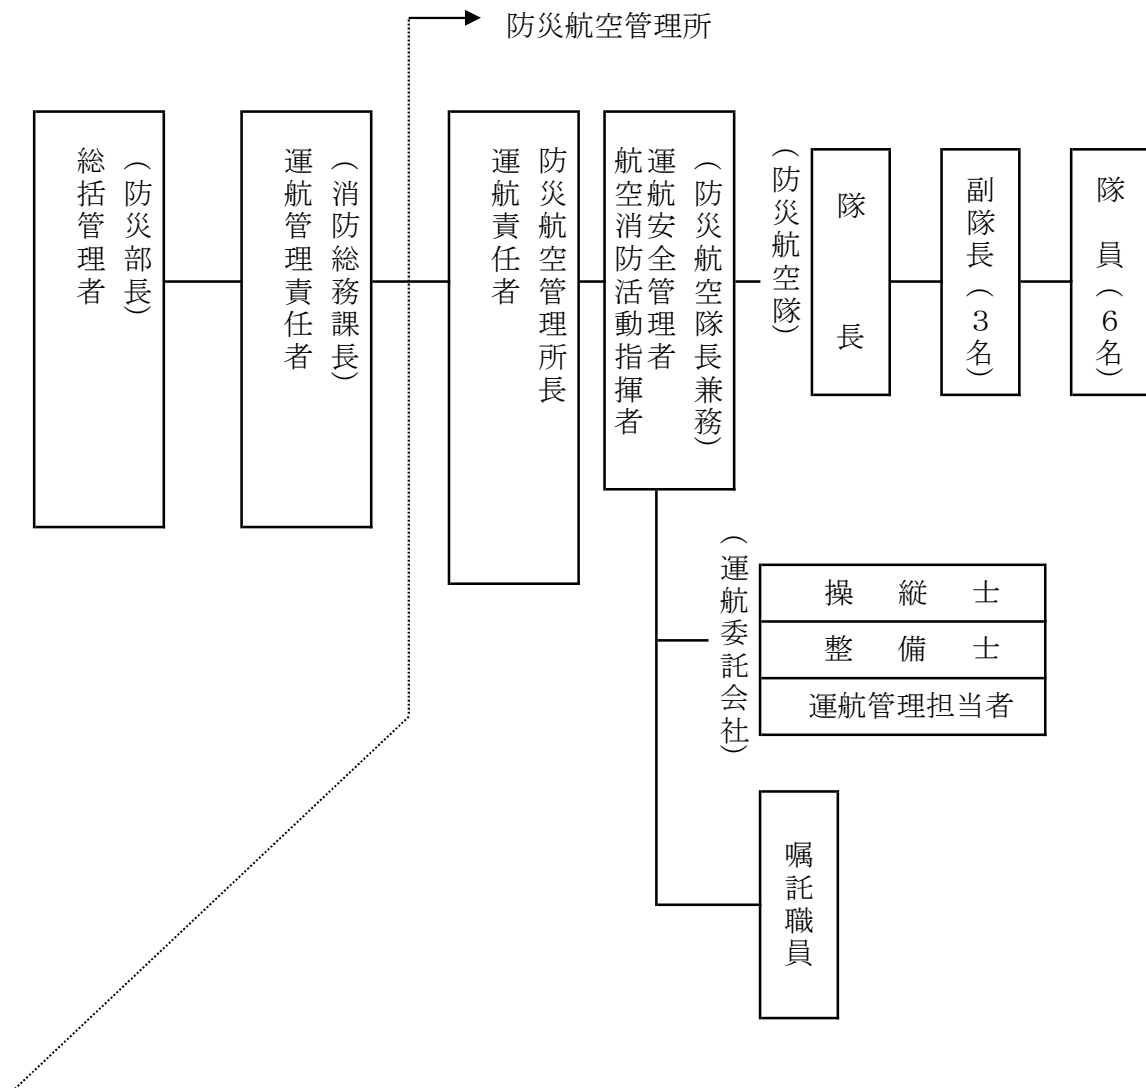 防災航空管理所
総括管理者
（防災部長）
運航管理責任者
（消防総務課長）
運航責任者
防災航空管理所長
航空消防活動指揮者
運航安全管理者
（防災航空隊長兼務）
（防災航空隊）
隊長
副隊長（３名）
隊員（６名）
（運航委託会社）
操縦士
整備士
運航管理担当者
嘱託職員